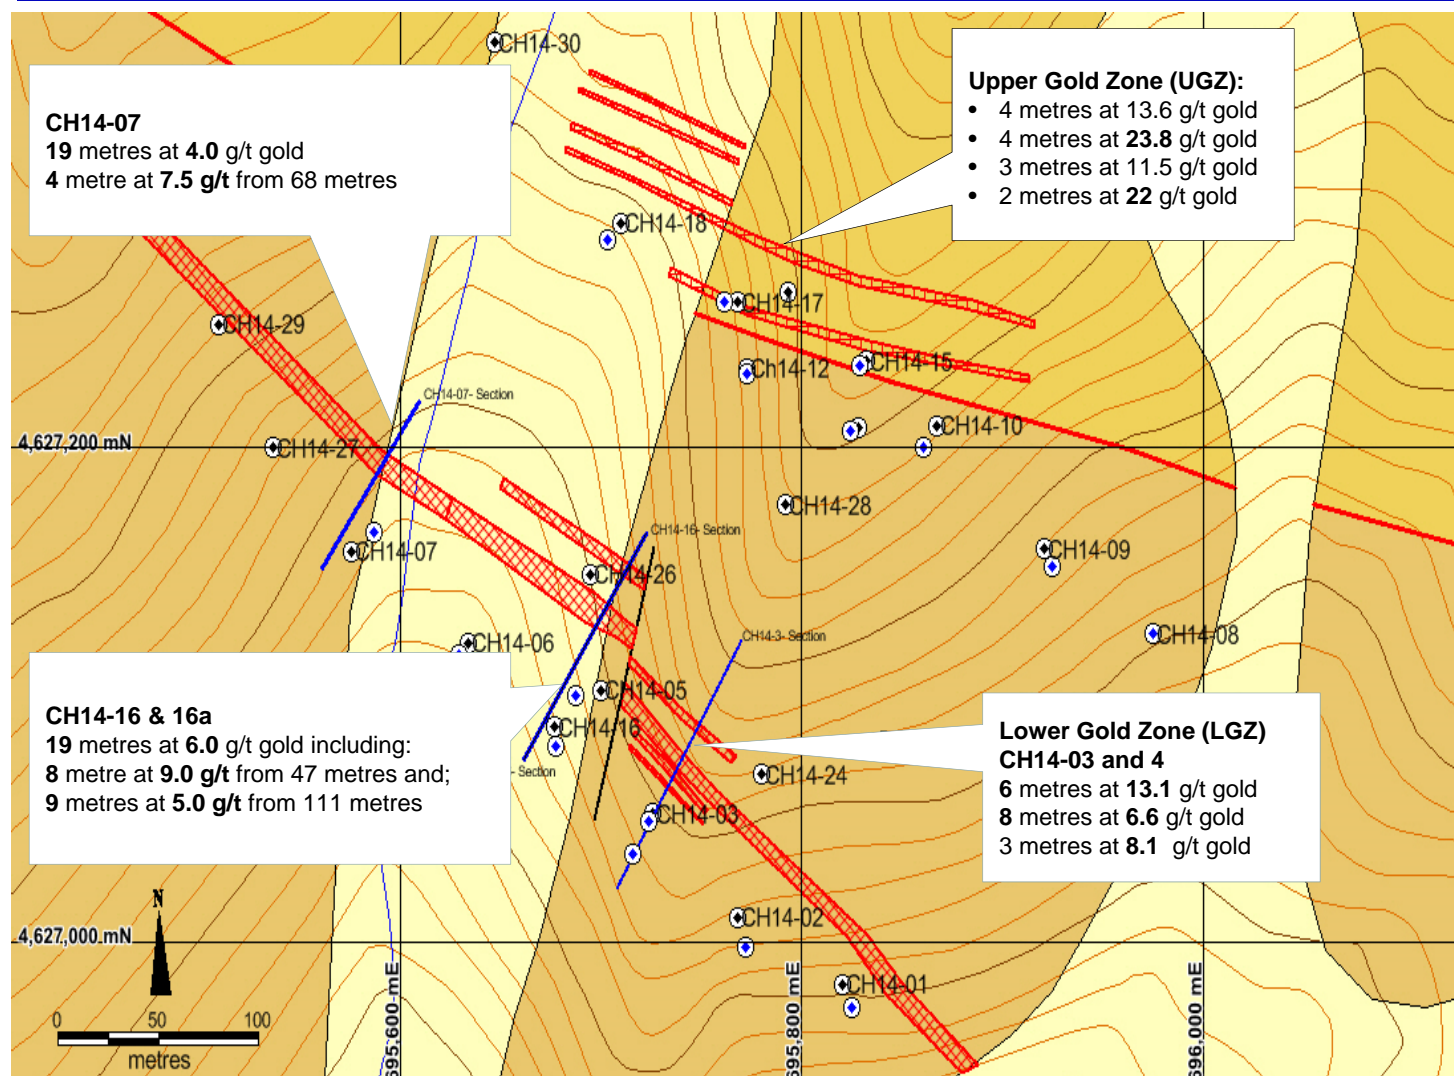 CH14-30
Upper Gold Zone (UGZ):
• 4 metres at 13.6 g/t gold
• 4 metres at 23.8 g/t gold
• 3 metres at 11.5 g/t gold
• 2 metres at 22 g/t gold
CH14-07
19 metres at 4.0 g/t gold
4 metre at 7.5 g/t from 68 metres
CH14-18
CH14-17
CH14-29
CH14-15
Ch14-12
CH14-07- Section
CH14-10
4,627,200 mN
CH14-27
CH14-28
CH14-16- Section
CH14-07
CH14-09
CH14-26
CH14-08
CH14-3- Section
CH14-06
CH14-05
CH14-16 & 16a
19 metres at 6.0 g/t gold including:
8 metre at 9.0 g/t from 47 metres and;
9 metres at 5.0 g/t from 111 metres
CH14-16
- Section
Lower Gold Zone (LGZ)
CH14-03 and 4
6 metres at 13.1 g/t gold
8 metres at 6.6 g/t gold
3 metres at 8.1 g/t gold
CH14-24
CH14-03
N
CH14-02
4,627,000 mN
CH14-01
695,600 mE
695,800 mE
696,000 mE
0 50 100
metres